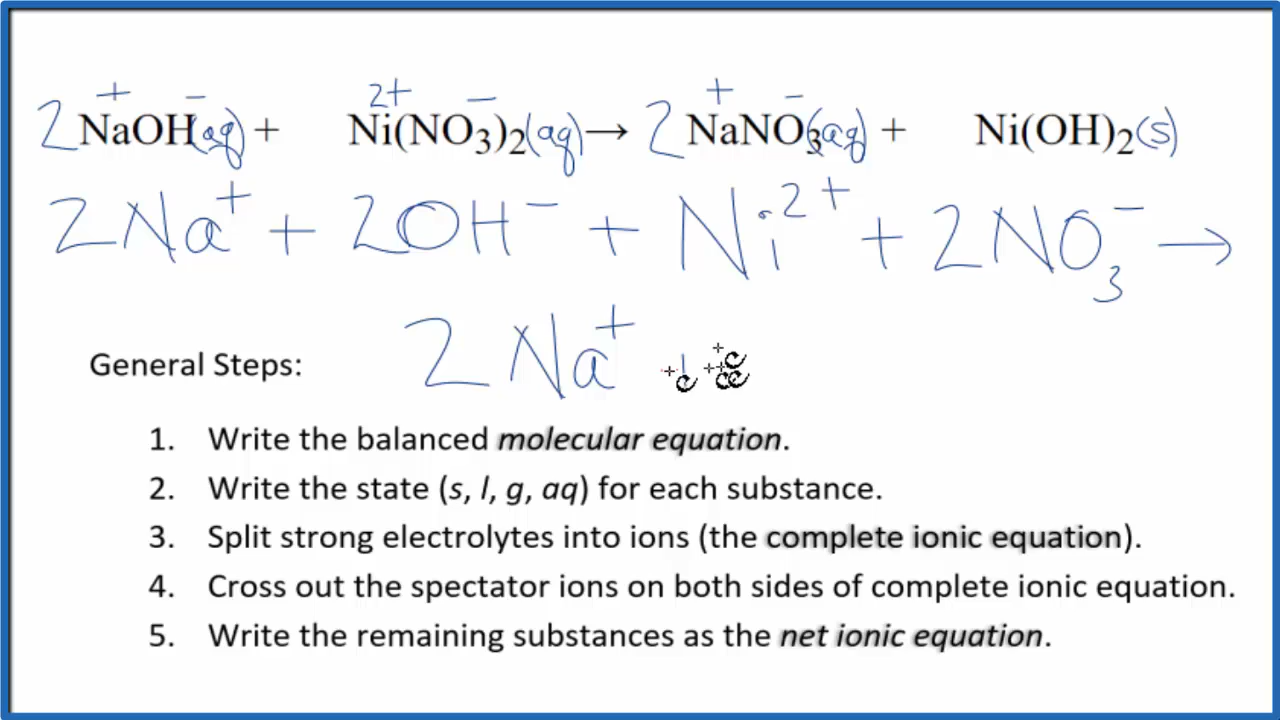 2NaOH(aq) + Ni(NO₃)₂(aq) → 2NaNO₃(aq) + Ni(OH)₂(s)
+ − 2+ − + −
2Na⁺ + 2OH⁻ + Ni²⁺ + 2NO₃⁻ →
2Na⁺
General Steps:
1. Write the balanced molecular equation.
2. Write the state (s, l, g, aq) for each substance.
3. Split strong electrolytes into ions (the complete ionic equation).
4. Cross out the spectator ions on both sides of complete ionic equation.
5. Write the remaining substances as the net ionic equation.